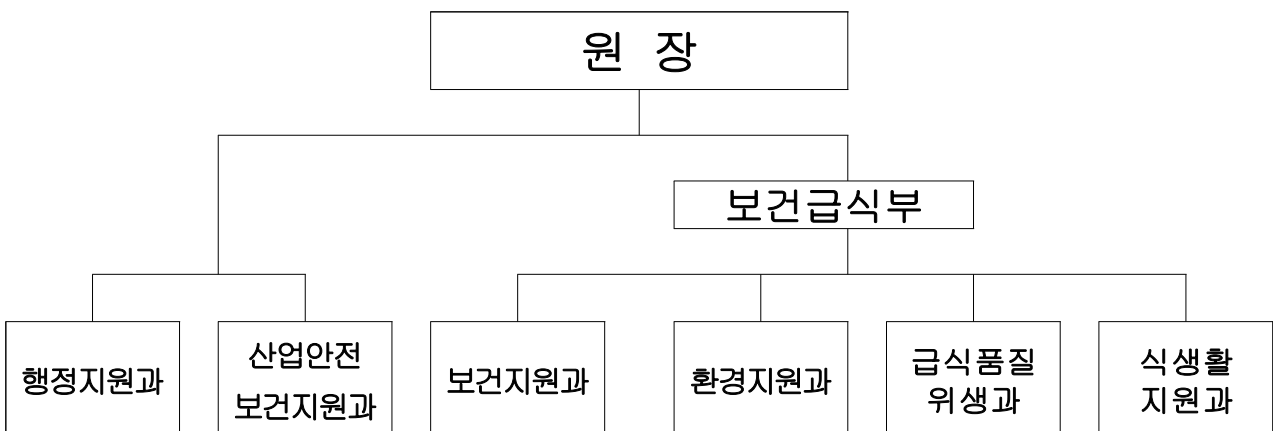 원 장
보건급식부
행정지원과
산업안전
보건지원과
보건지원과
환경지원과
급식품질
위생과
식생활
지원과